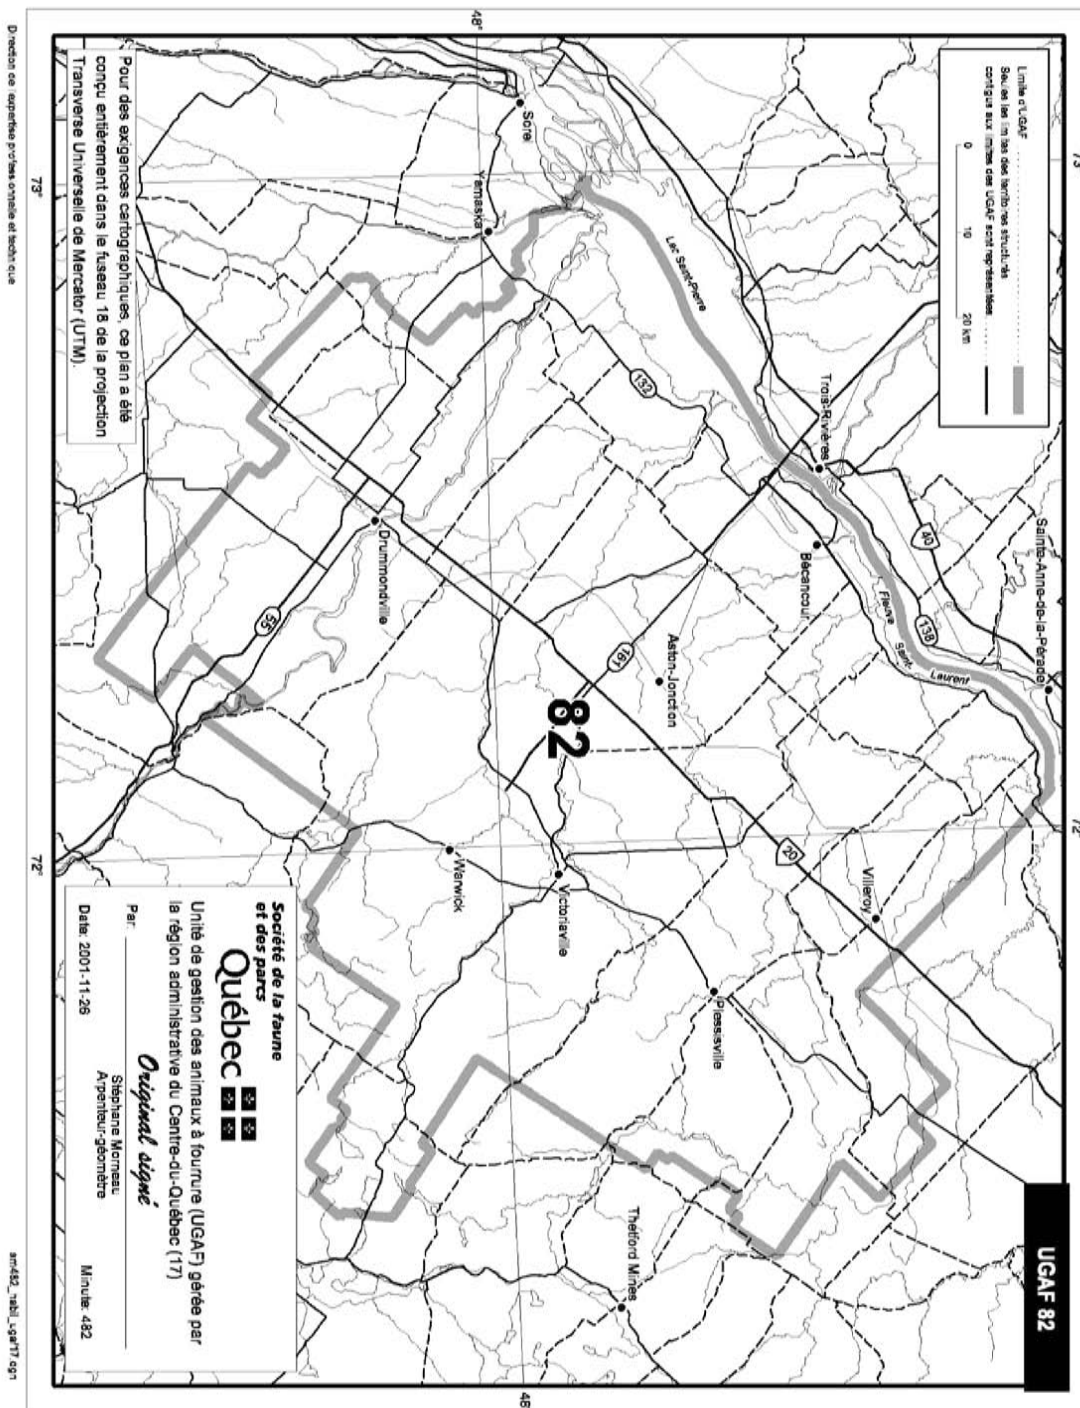 UGAF 82
Limite d'UGAF
Seules les limites des territoires structurés
contigus aux limites des UGAF sont représentées
0 10 20 km
73°
72°
48°
48°
73°
72°
Sainte-Anne-de-la-Pérade
40
138
Trois-Rivières
Fleuve
Saint-
Laurent
Lac Saint-Pierre
Bécancour
132
Sorel
Yamaska
Aston-Jonction
161
82
Drummondville
55
20
Villeroy
Plessisville
Victoriaville
Warwick
Thetford Mines
Pour des exigences cartographiques, ce plan a été
conçu entièrement dans le fuseau 18 de la projection
Transverse Universelle de Mercator (UTM).
Société de la faune
et des parcs
Québec
Unité de gestion des animaux à fourrure (UGAF) gérée par
la région administrative du Centre-du-Québec (17)
Original signé
Par:
Stéphane Morneau
Arpenteur-géomètre
Date: 2001-11-26 Minute: 482
Direction de l'expertise professionnelle et technique